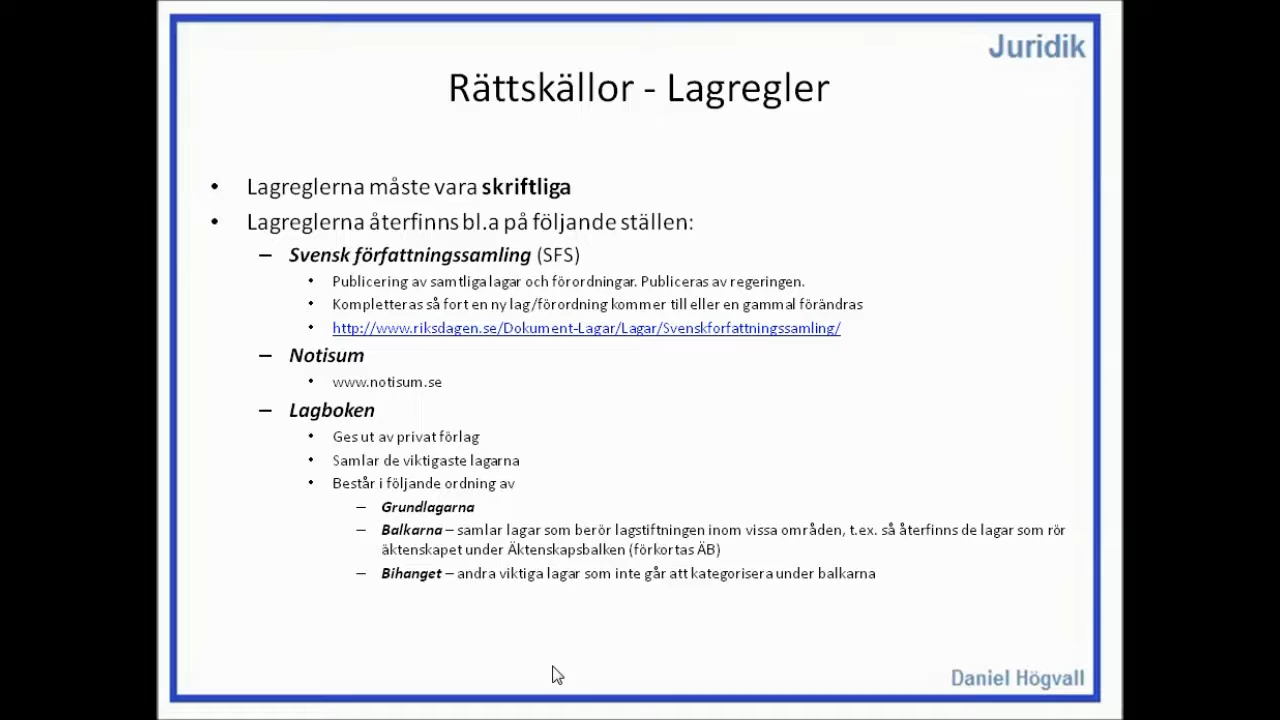 Juridik
Rättskällor - Lagregler
• Lagreglerna måste vara skriftliga
• Lagreglerna återfinns bl.a på följande ställen:
– Svensk författningssamling (SFS)
• Publicering av samtliga lagar och förordningar. Publiceras av regeringen.
• Kompletteras så fort en ny lag/förordning kommer till eller en gammal förändras
• http://www.riksdagen.se/Dokument-Lagar/Lagar/Svenskforfattningssamling/
– Notisum
• www.notisum.se
– Lagboken
• Ges ut av privat förlag
• Samlar de viktigaste lagarna
• Består i följande ordning av
– Grundlagarna
– Balkarna – samlar lagar som berör lagstiftningen inom vissa områden, t.ex. så återfinns de lagar som rör
äktenskapet under Äktenskapsbalken (förkortas ÄB)
– Bihanget – andra viktiga lagar som inte går att kategorisera under balkarna
Daniel Högvall